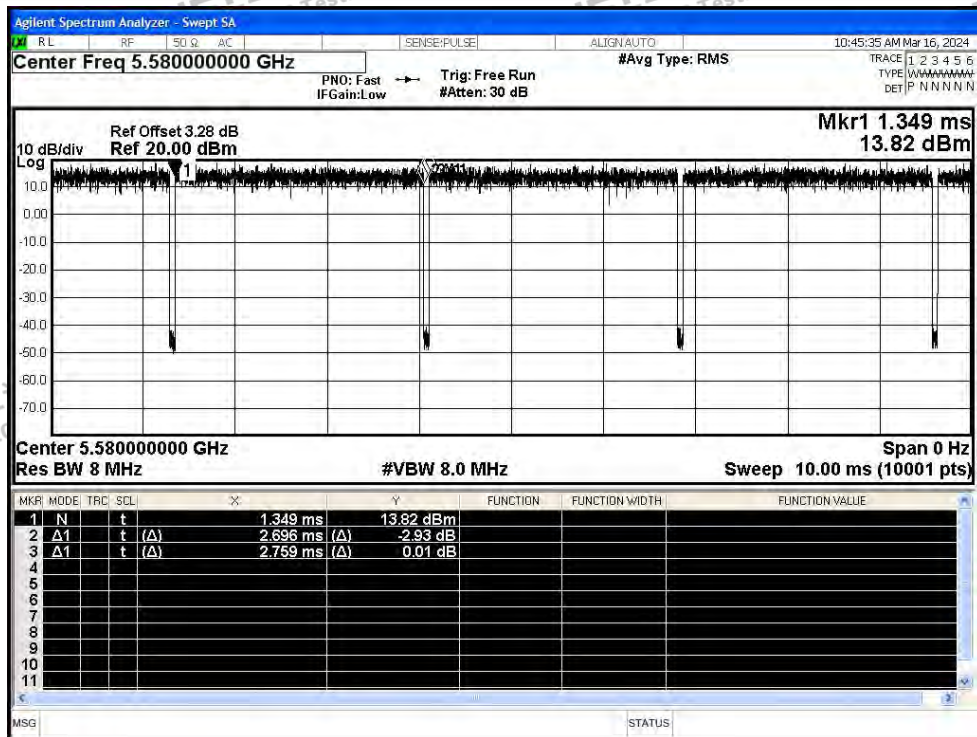 Agilent Spectrum Analyzer - Swept SA
LXI RL RF 50 Ω AC SENSE:PULSE ALIGN AUTO 10:45:35 AM Mar 16, 2024
Center Freq 5.580000000 GHz #Avg Type: RMS TRACE 1 2 3 4 5 6
PNO: Fast Trig: Free Run TYPE WWWWWW
IFGain:Low #Atten: 30 dB DET P N N N N N
Mkr1 1.349 ms
Ref Offset 3.28 dB
10 dB/div Ref 20.00 dBm 13.82 dBm
Log
1
10.0
0.00
-10.0
-20.0
-30.0
-40.0
-50.0
-60.0
-70.0
Center 5.580000000 GHz Span 0 Hz
Res BW 8 MHz #VBW 8.0 MHz Sweep 10.00 ms (10001 pts)
MKR MODE TRC SCL X Y FUNCTION FUNCTION WIDTH FUNCTION VALUE
1 N t 1.349 ms 13.82 dBm
2 Δ1 t (Δ) 2.696 ms (Δ) -2.93 dB
3 Δ1 t (Δ) 2.759 ms (Δ) 0.01 dB
4
5
6
7
8
9
10
11
MSG STATUS